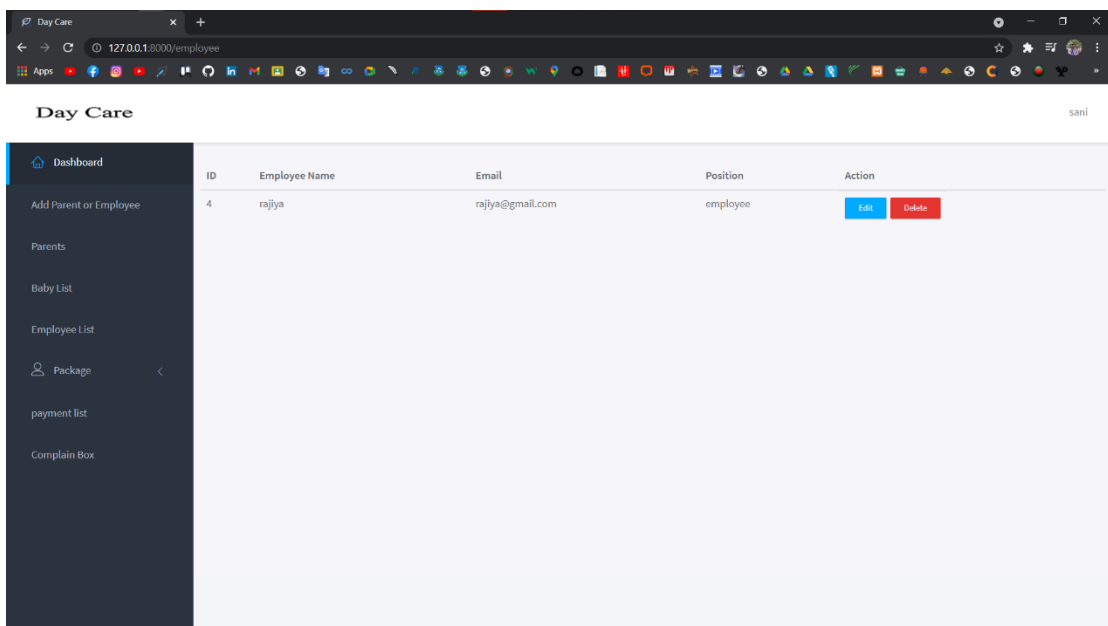 Day Care
127.0.0.1:8000/employee
Apps
Day Care
sani
Dashboard
Add Parent or Employee
Parents
Baby List
Employee List
Package
payment list
Complain Box
ID Employee Name Email Position Action
4 rajiya rajiya@gmail.com employee Edit Delete